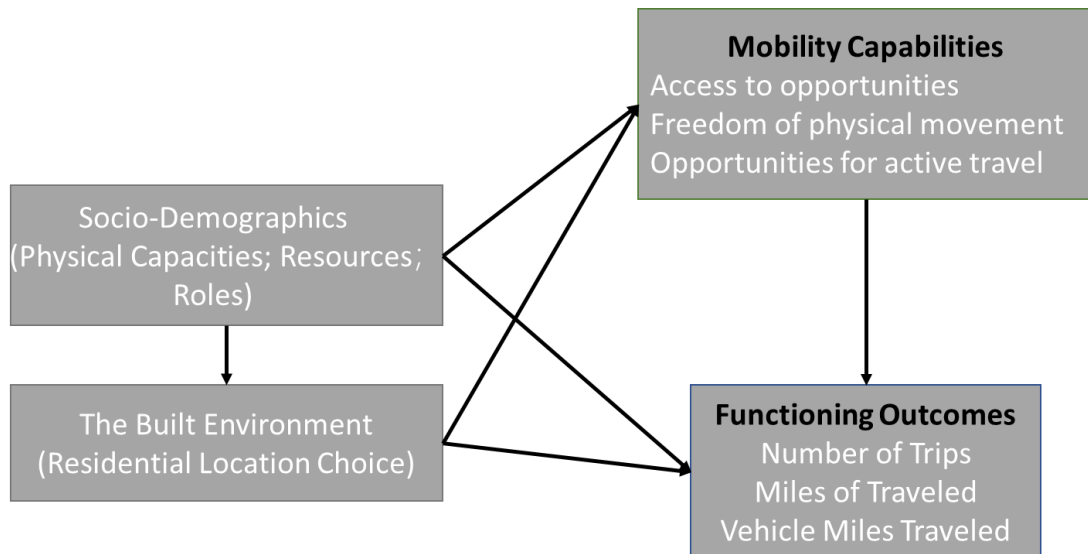 Mobility Capabilities
Access to opportunities
Freedom of physical movement
Opportunities for active travel
Socio-Demographics
(Physical Capacities; Resources;
Roles)
The Built Environment
(Residential Location Choice)
Functioning Outcomes
Number of Trips
Miles of Traveled
Vehicle Miles Traveled